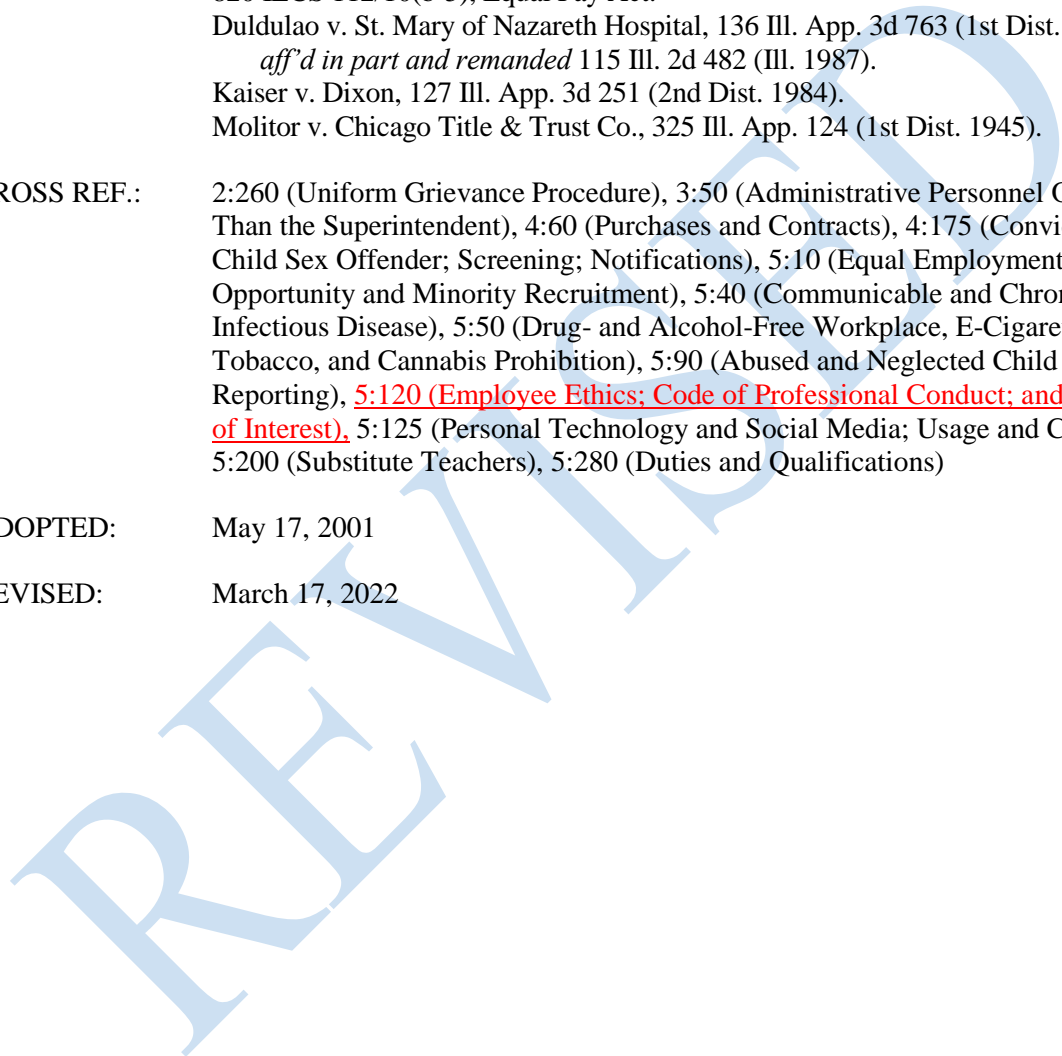 820 ILCS 112/10(b-5), Equal Pay Act.
Duldulao v. St. Mary of Nazareth Hospital, 136 Ill. App. 3d 763 (1st Dist.
aff’d in part and remanded 115 Ill. 2d 482 (Ill. 1987).
Kaiser v. Dixon, 127 Ill. App. 3d 251 (2nd Dist. 1984).
Molitor v. Chicago Title & Trust Co., 325 Ill. App. 124 (1st Dist. 1945).
ROSS REF.: 2:260 (Uniform Grievance Procedure), 3:50 (Administrative Personnel O
Than the Superintendent), 4:60 (Purchases and Contracts), 4:175 (Convi
Child Sex Offender; Screening; Notifications), 5:10 (Equal Employment
Opportunity and Minority Recruitment), 5:40 (Communicable and Chron
Infectious Disease), 5:50 (Drug- and Alcohol-Free Workplace, E-Cigare
Tobacco, and Cannabis Prohibition), 5:90 (Abused and Neglected Child
Reporting), 5:120 (Employee Ethics; Code of Professional Conduct; and
of Interest), 5:125 (Personal Technology and Social Media; Usage and C
5:200 (Substitute Teachers), 5:280 (Duties and Qualifications)
DOPTED: May 17, 2001
EVISED: March 17, 2022
REVISED